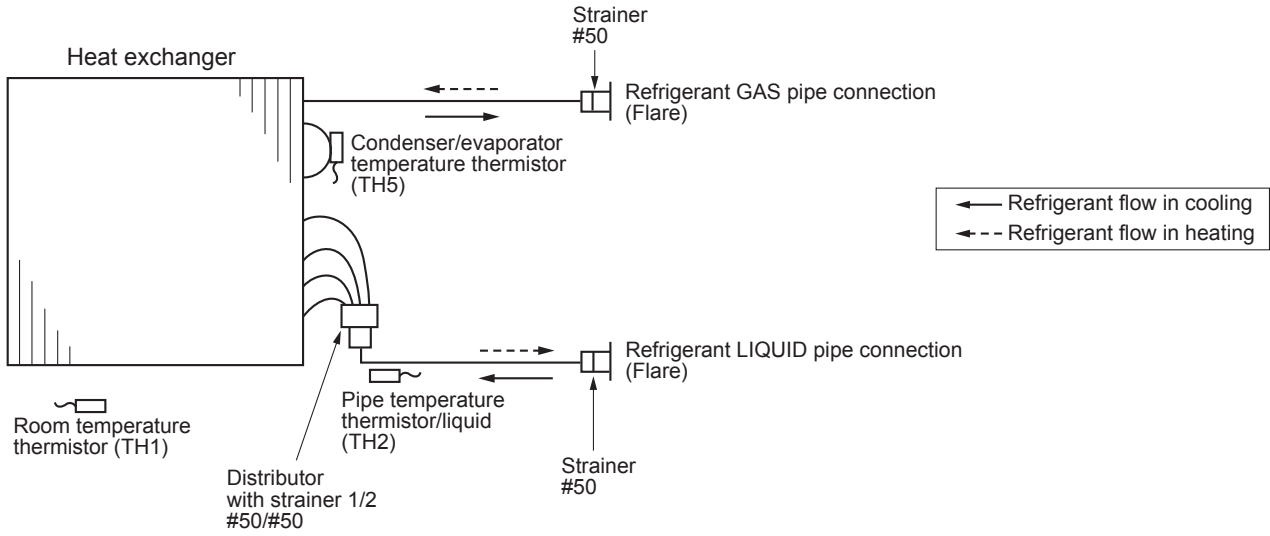 Strainer
#50
Heat exchanger
Refrigerant GAS pipe connection
(Flare)
Condenser/evaporator
temperature thermistor
(TH5)
Refrigerant flow in cooling
Refrigerant flow in heating
Refrigerant LIQUID pipe connection
(Flare)
Pipe temperature
thermistor/liquid
(TH2)
Room temperature
thermistor (TH1)
Strainer
#50
Distributor
with strainer 1/2
#50/#50